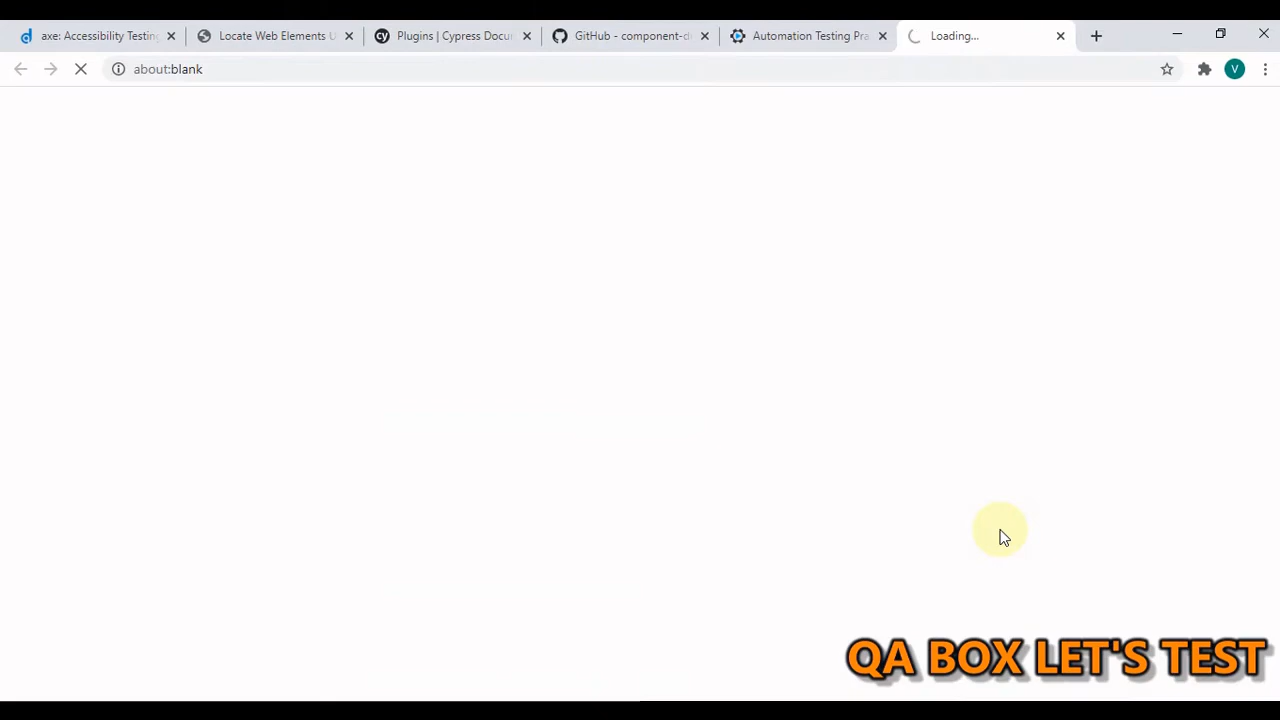 axe: Accessibility Testing
Locate Web Elements U
Plugins | Cypress Docu
GitHub - component-d
Automation Testing Pra
Loading...
about:blank
V
QA BOX LET'S TEST